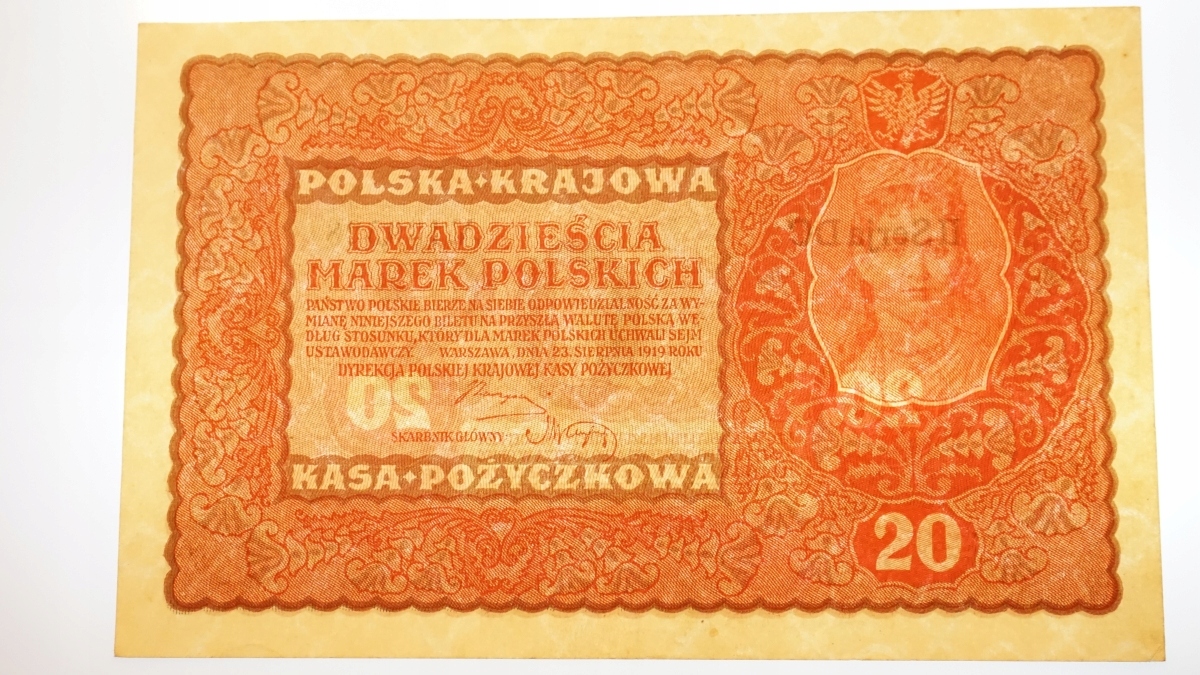 POLSKA KRAJOWA
DWADZIEŚCIA
MAREK POLSKICH
PAŃSTWO POLSKIE BIERZE NA SIEBIE ODPOWIEDZIALNOŚĆ ZA WY-
MIANĘ NINIEJSZEGO BILETU NA PRZYSZŁĄ WALUTĘ POLSKĄ WE-
DŁUG STOSUNKU, KTÓRY DLA MAREK POLSKICH UCHWALI SEJM
USTAWODAWCZY. WARSZAWA, DNIA 23. SIERPNIA 1919 ROKU
DYREKCJA POLSKIEJ KRAJOWEJ KASY POŻYCZKOWEJ
20
SKARBNIK GŁÓWNY
KASA POŻYCZKOWA
20